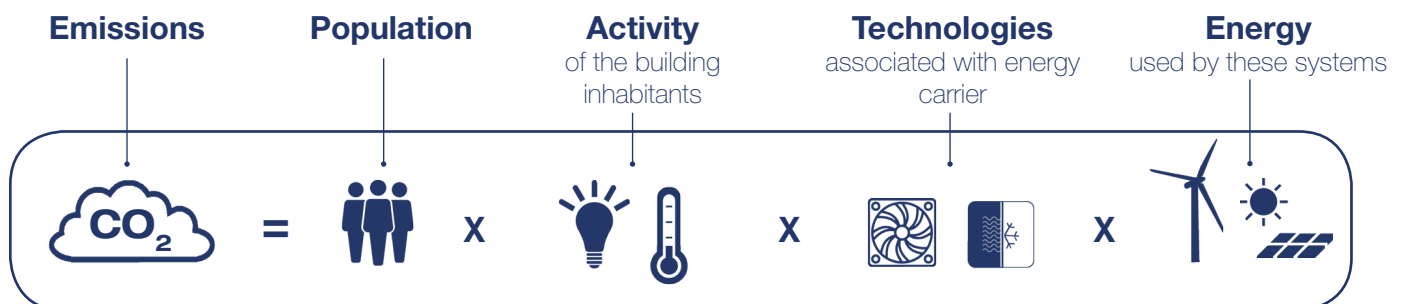 Emissions
Population
Activity
of the building
inhabitants
Technologies
associated with energy
carrier
Energy
used by these systems
CO2 = X X X